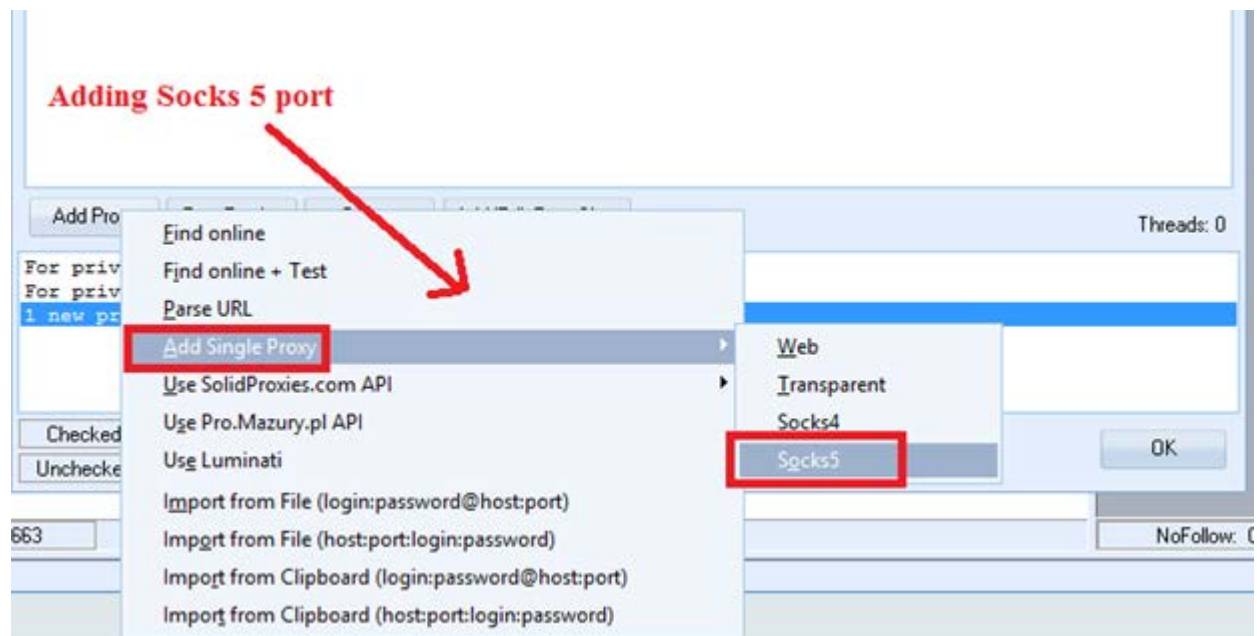 Adding Socks 5 port
Add Pro
Threads: 0
Find online
Find online + Test
Parse URL
Add Single Proxy
Use SolidProxies.com API
Use Pro.Mazury.pl API
Use Luminati
Import from File (login:password@host:port)
Import from File (host:port:login:password)
Import from Clipboard (login:password@host:port)
Import from Clipboard (host:port:login:password)
Web
Transparent
Socks4
Socks5
For priv
For priv
1 new pr
Checked
Unchecke
OK
663
NoFollow: 0